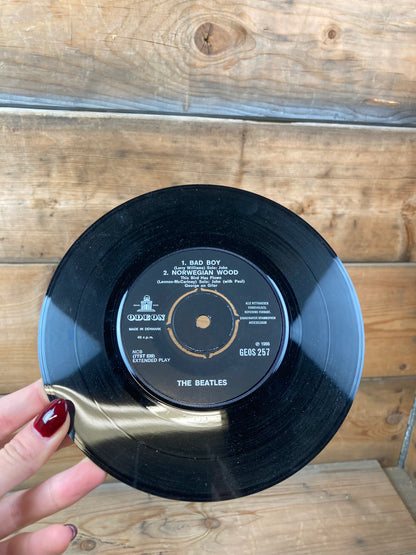 1. BAD BOY
(Larry Williams) Solo: John
2. NORWEGIAN WOOD
This Bird Has Flown
(Lennon-McCartney) Solo: John (with Paul)
George on Sitar
ODEON
MADE IN DENMARK
45 r.p.m.
NCB
EXTENDED PLAY
℗ 1966
GEOS 257
THE BEATLES